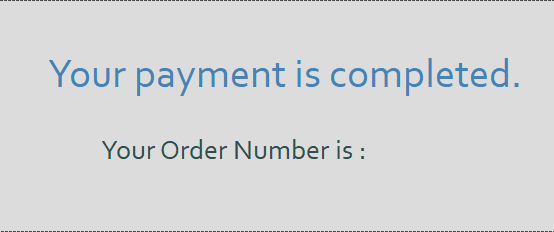 Your payment is completed.
Your Order Number is :